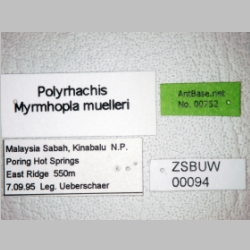 Polyrhachis
Myrmhopla muelleri
AntBase.net
No. 00252
Malaysia Sabah, Kinabalu N.P.
Poring Hot Springs
East Ridge 550m
7.09.95 Leg. Ueberschaer
ZSBUW
00094